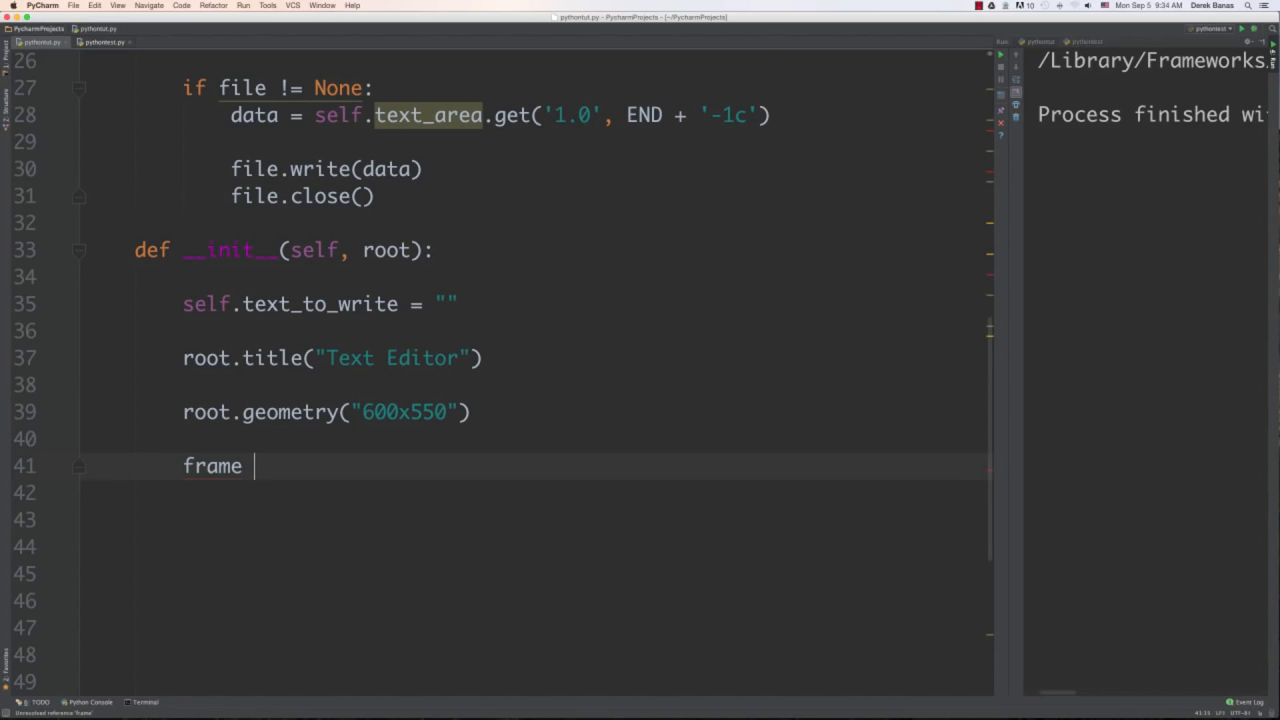 PyCharm File Edit View Navigate Code Refactor Run Tools VCS Window Help 10 Mon Sep 5 9:34 AM Derek Banas
pythontut.py - PycharmProjects - [~/PycharmProjects]
PycharmProjects pythontut.py pythontest
pythontut.py pythontest.py Run: pythontut pythontest
26
27 if file != None:
28 data = self.text_area.get('1.0', END + '-1c')
29
30 file.write(data)
31 file.close()
32
33 def __init__(self, root):
34
35 self.text_to_write = ""
36
37 root.title("Text Editor")
38
39 root.geometry("600x550")
40
41 frame
42
43
44
45
46
47
48
49
/Library/Frameworks
Process finished wi
1: Project
7: Structure
2: Favorites
Run
6: TODO Python Console Terminal Event Log
Unresolved reference 'frame'